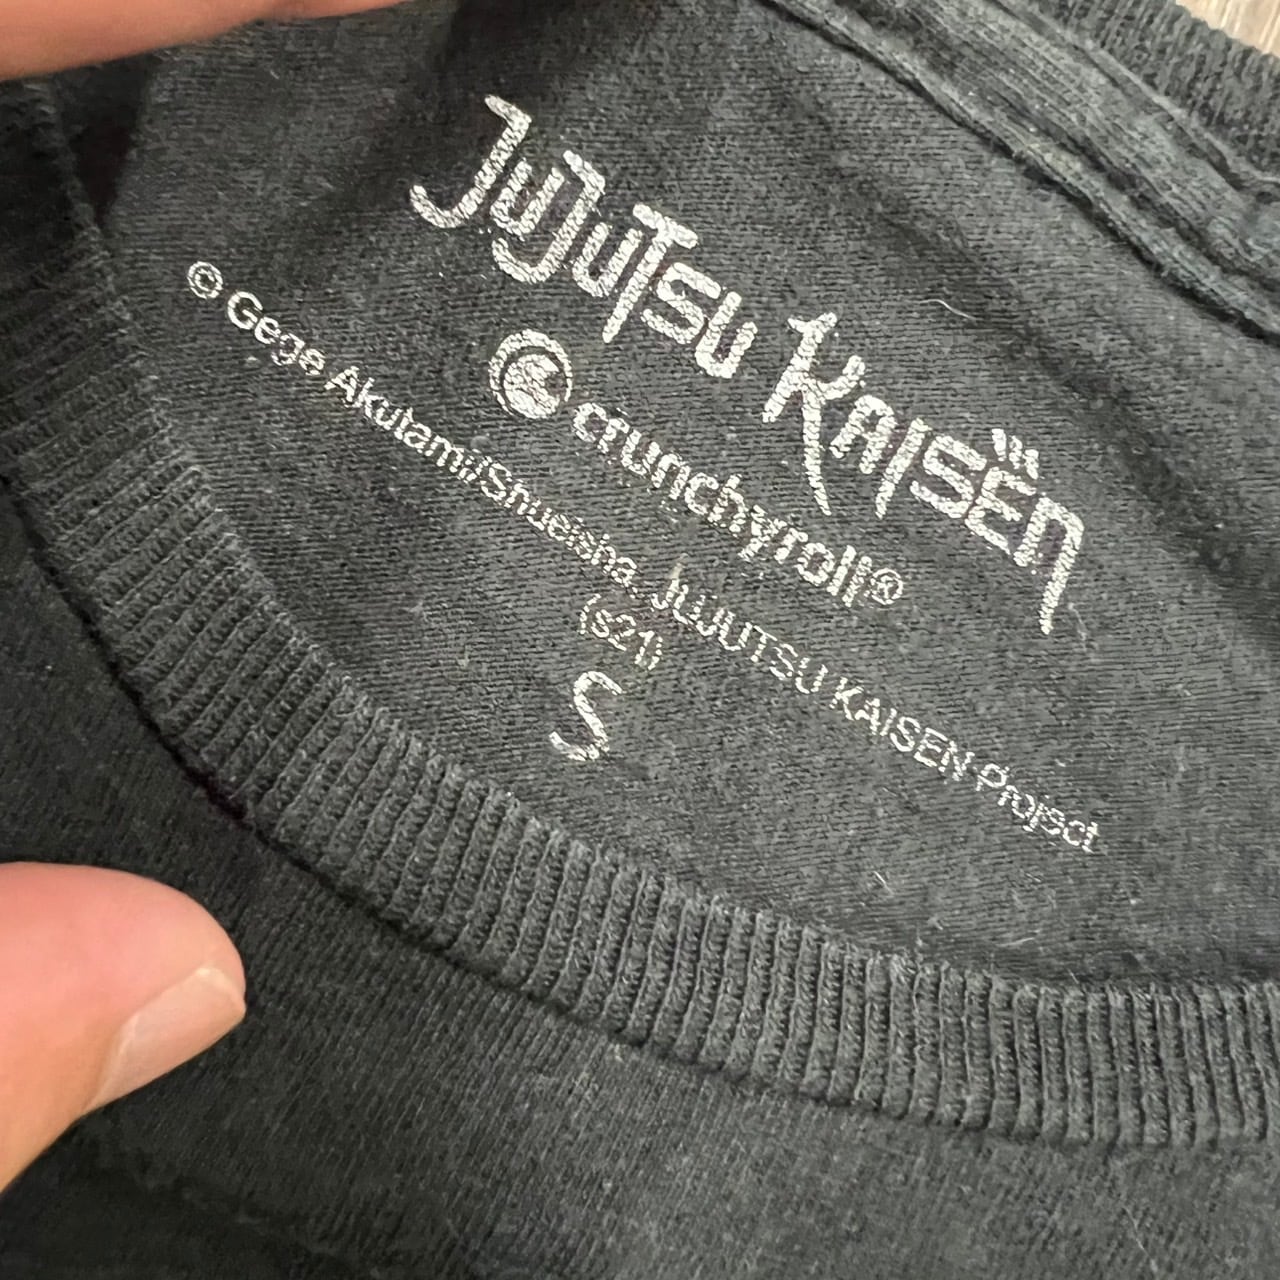 JUJUTSU KAISEN
crunchyroll®
© Gege Akutami/Shueisha, JUJUTSU KAISEN Project
(s21)
S